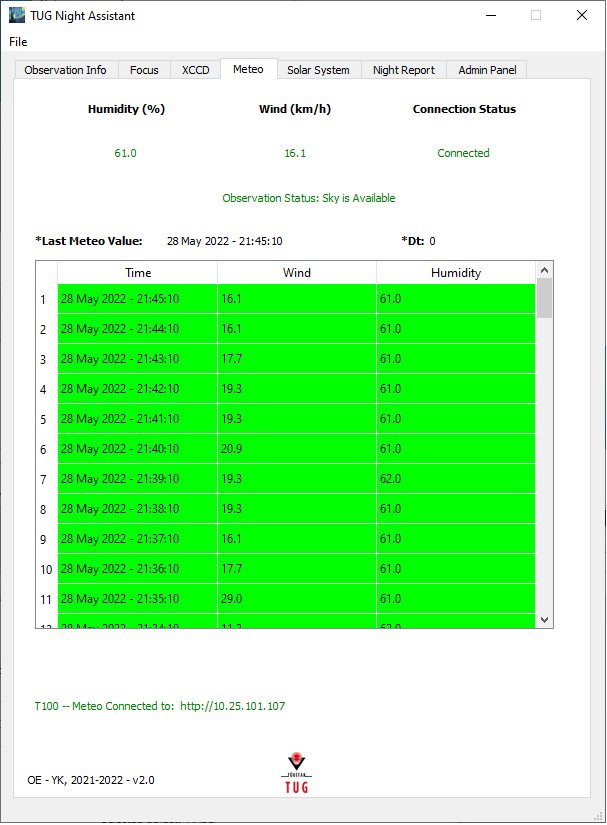 TUG Night Assistant
File
Observation Info Focus XCCD Meteo Solar System Night Report Admin Panel
Humidity (%) Wind (km/h) Connection Status
61.0 16.1 Connected
Observation Status: Sky is Available
*Last Meteo Value: 28 May 2022 - 21:45:10 *Dt: 0
Time Wind Humidity
1 28 May 2022 - 21:45:10 16.1 61.0
2 28 May 2022 - 21:44:10 16.1 61.0
3 28 May 2022 - 21:43:10 17.7 61.0
4 28 May 2022 - 21:42:10 19.3 61.0
5 28 May 2022 - 21:41:10 19.3 61.0
6 28 May 2022 - 21:40:10 20.9 61.0
7 28 May 2022 - 21:39:10 19.3 62.0
8 28 May 2022 - 21:38:10 19.3 61.0
9 28 May 2022 - 21:37:10 16.1 61.0
10 28 May 2022 - 21:36:10 17.7 61.0
11 28 May 2022 - 21:35:10 29.0 61.0
T100 -- Meteo Connected to: http://10.25.101.107
TÜBİTAK
TUG
OE - YK, 2021-2022 - v2.0